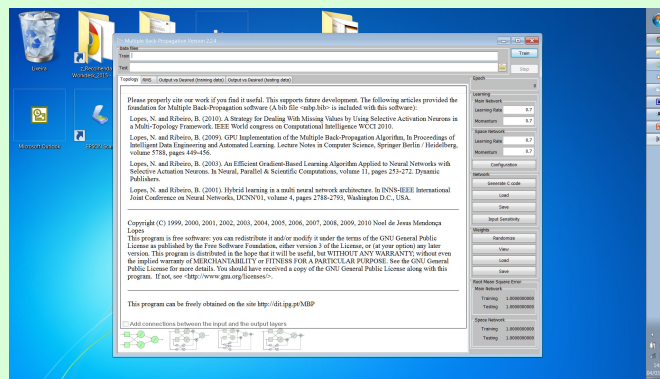 Lixeira
z_Recomenda
Workdesk_2015-
Microsoft Outlook
EPSON Scan
Multiple Back-Propagation Version 2.2.4
Data files
Train
Test
Train
Stop
Topology
RMS
Output vs Desired (training data)
Output vs Desired (testing data)
Please properly cite our work if you find it useful. This supports future development. The following articles provided the
foundation for Multiple Back-Propagation software (A bib file <mbp.bib> is included with this software):
Lopes, N. and Ribeiro, B. (2010). A Strategy for Dealing With Missing Values by Using Selective Activation Neurons in
a Multi-Topology Framework. IEEE World congress on Computational Intelligence WCCI 2010.
Lopes, N. and Ribeiro, B. (2009). GPU Implementation of the Multiple Back-Propagation Algorithm, In Proceedings of
Intelligent Data Engineering and Automated Learning. Lecture Notes in Computer Science, Springer Berlin / Heidelberg,
volume 5788, pages 449-456.
Lopes, N. and Ribeiro, B. (2003). An Efficient Gradient-Based Learning Algorithm Applied to Neural Networks with
Selective Actuation Neurons. In Neural, Parallel & Scientific Computations, volume 11, pages 253-272. Dynamic
Publishers.
Lopes, N. and Ribeiro, B. (2001). Hybrid learning in a multi neural network architecture. In INNS-IEEE International
Joint Conference on Neural Networks, IJCNN'01, volume 4, pages 2788-2793, Washington D.C., USA.
Copyright (C) 1999, 2000, 2001, 2002, 2003, 2004, 2005, 2006, 2007, 2008, 2009, 2010 Noel de Jesus Mendonça
Lopes
This program is free software: you can redistribute it and/or modify it under the terms of the GNU General Public
License as published by the Free Software Foundation, either version 3 of the License, or (at your option) any later
version. This program is distributed in the hope that it will be useful, but WITHOUT ANY WARRANTY; without even
the implied warranty of MERCHANTABILITY or FITNESS FOR A PARTICULAR PURPOSE. See the GNU General
Public License for more details. You should have received a copy of the GNU General Public License along with this
program. If not, see <http://www.gnu.org/licenses/>.
This program can be freely obtained on the site http://dit.ipg.pt/MBP
Add connections between the input and the output layers
Epoch
0
Learning
Main Network
Learning Rate 0.7
Momentum 0.7
Space Network
Learning Rate 0.7
Momentum 0.7
Configuration
Network
Generate C code
Load
Save
Input Sensitivity
Weights
Randomize
View
Load
Save
Root Mean Square Error
Main Network
Training 1.0000000000
Testing 1.0000000000
Space Network
Training 1.0000000000
Testing 1.0000000000